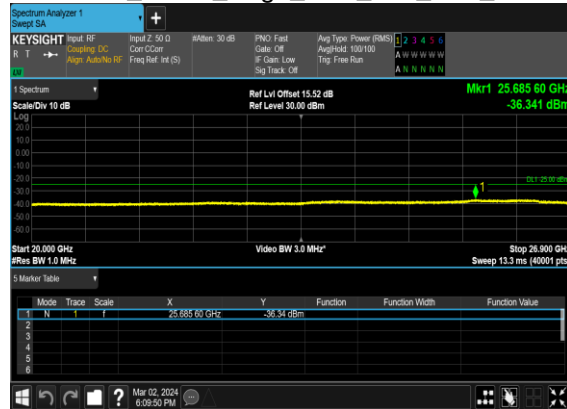 Spectrum Analyzer 1
Swept SA
+
KEYSIGHT Input: RF Input Z: 50 Ω #Atten: 30 dB PNO: Fast Avg Type: Power (RMS) 1 2 3 4 5 6
R T Coupling: DC Corr CCorr Gate: Off Avg|Hold: 100/100 A W W W W W
Align: Auto/No RF Freq Ref: Int (S) IF Gain: Low Trig: Free Run A N N N N N
Sig Track: Off
1 Spectrum Ref Lvl Offset 15.52 dB Mkr1 25.685 60 GHz
Scale/Div 10 dB Ref Level 30.00 dBm -36.341 dBm
Log
20.0
10.0
0.00
-10.0
-20.0
DL1 -25.00 dBm
-30.0
1
-40.0
-50.0
-60.0
Start 20.000 GHz Video BW 3.0 MHz* Stop 26.900 GHz
#Res BW 1.0 MHz Sweep 13.3 ms (40001 pts)
5 Marker Table
Mode Trace Scale X Y Function Function Width Function Value
1 N 1 f 25.685 60 GHz -36.34 dBm
2
3
4
5
6
? Mar 02, 2024
6:09:50 PM